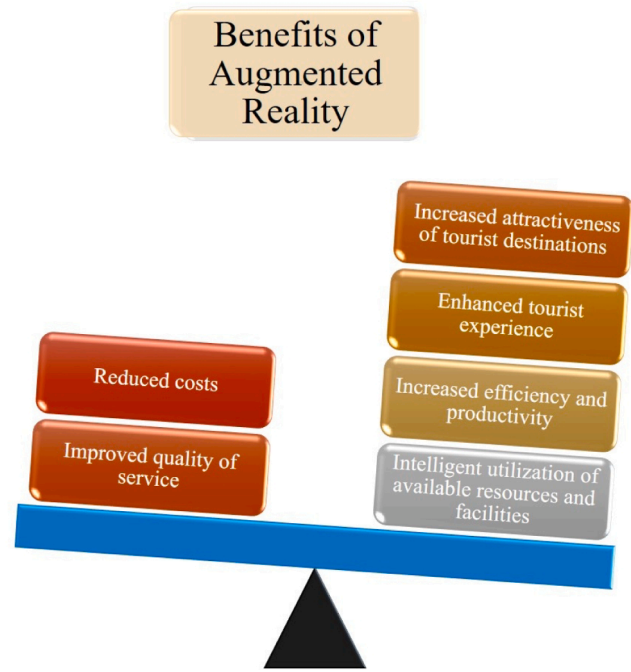 Benefits of
Augmented
Reality
Increased attractiveness
of tourist destinations
Enhanced tourist
experience
Reduced costs
Increased efficiency and
productivity
Improved quality of
service
Intelligent utilization of
available resources and
facilities